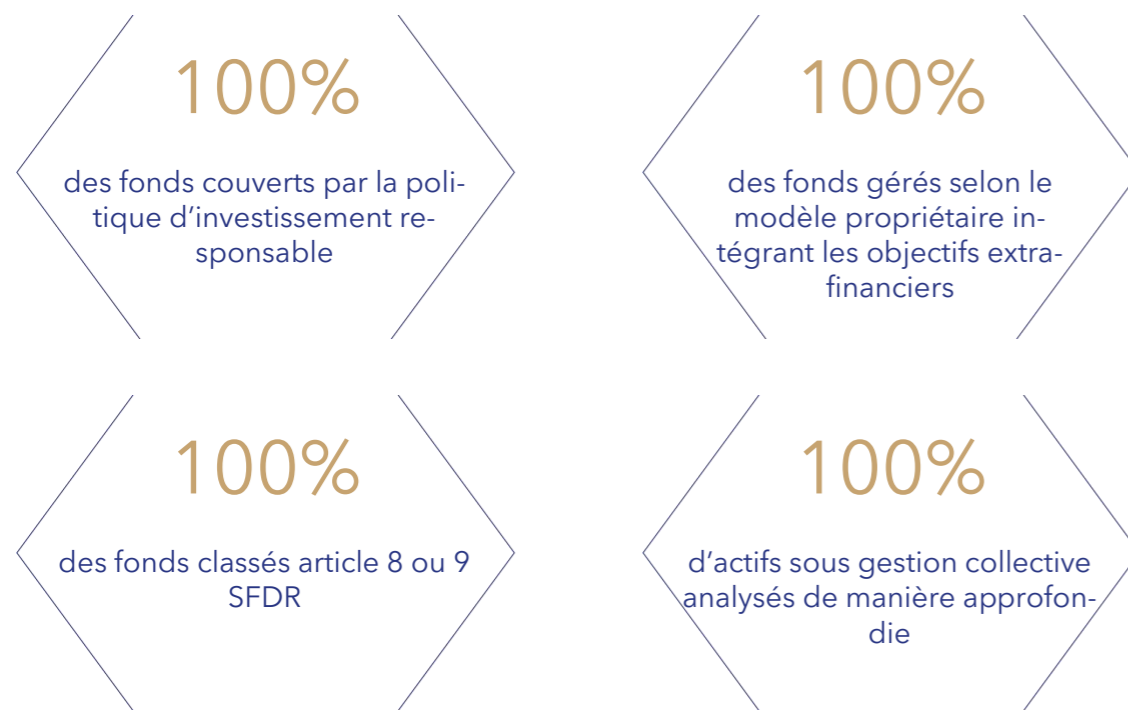 100%
des fonds couverts par la poli-
tique d'investissement re-
sponsable
100%
des fonds gérés selon le
modèle propriétaire in-
tégrant les objectifs extra-
financiers
100%
des fonds classés article 8 ou 9
SFDR
100%
d'actifs sous gestion collective
analysés de manière approfon-
die